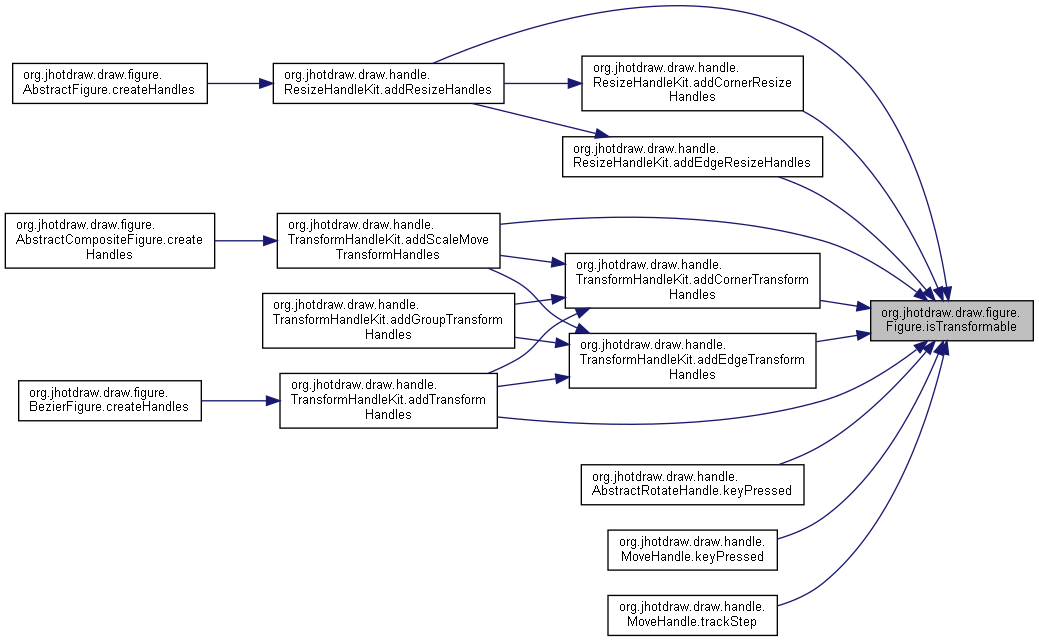 org.jhotdraw.draw.figure.
AbstractFigure.createHandles
org.jhotdraw.draw.handle.
ResizeHandleKit.addResizeHandles
org.jhotdraw.draw.handle.
ResizeHandleKit.addCornerResize
Handles
org.jhotdraw.draw.handle.
ResizeHandleKit.addEdgeResizeHandles
org.jhotdraw.draw.figure.
AbstractCompositeFigure.create
Handles
org.jhotdraw.draw.handle.
TransformHandleKit.addScaleMove
TransformHandles
org.jhotdraw.draw.handle.
TransformHandleKit.addCornerTransform
Handles
org.jhotdraw.draw.handle.
TransformHandleKit.addGroupTransform
Handles
org.jhotdraw.draw.figure.
Figure.isTransformable
org.jhotdraw.draw.handle.
TransformHandleKit.addEdgeTransform
Handles
org.jhotdraw.draw.figure.
BezierFigure.createHandles
org.jhotdraw.draw.handle.
TransformHandleKit.addTransform
Handles
org.jhotdraw.draw.handle.
AbstractRotateHandle.keyPressed
org.jhotdraw.draw.handle.
MoveHandle.keyPressed
org.jhotdraw.draw.handle.
MoveHandle.trackStep